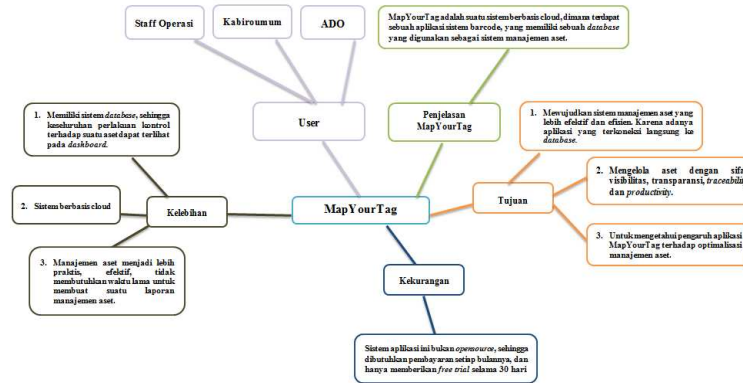 Staff Operasi
Kabiroumum
ADO
MapYourTag adalah suatu sistem berbasis cloud, dimana terdapat
sebuah aplikasi sistem barcode, yang memiliki sebuah database
yang digunakan sebagai sistem manajemen aset.
User
Penjelasan
MapYourTag
1. Memiliki sistem database, sehingga
keseluruhan perlakuan kontrol
terhadap suatu aset dapat terlihat
pada dashboard.
2. Sistem berbasis cloud
3. Manajemen aset menjadi lebih
praktis, efektif, tidak
membutuhkan waktu lama untuk
membuat suatu laporan
manajemen aset.
Kelebihan
MapYourTag
Tujuan
1. Mewujudkan sistem manajemen aset yang
lebih efektif dan efisien. Karena adanya
aplikasi yang terkoneksi langsung ke
database.
2. Mengelola aset dengan sifa
visibilitas, transparansi, traceabili
dan productivity.
3. Untuk mengetahui pengaruh aplikasi
MapYourTag terhadap optimalisasi
manajemen aset.
Kekurangan
Sistem aplikasi ini bukan opensource, sehingga
dibutuhkan pembayaran setiap bulannya, dan
hanya memberikan free trial selama 30 hari